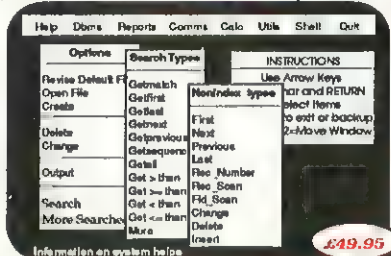 Help Dbms Reports Comms Calc Utils Shell Quit
Options
Revise Default
Open File
Create
Delete
Change
Output
Search
More Searches
Search Types
Getmatch
Getfirst
Getlast
Getnext
Getprevious
Getsequenc
Getall
Get > than
Get >= than
Get < than
Get <= than
More
Nonindex types
First
Next
Previous
Last
Rec_Number
Rec_Scan
Fld_Scan
Change
Delete
Insert
INSTRUCTIONS
Use Arrow Keys
bar and RETURN
elect Items
to exit or backup
2=Move Window
Information on system helps
£49.95